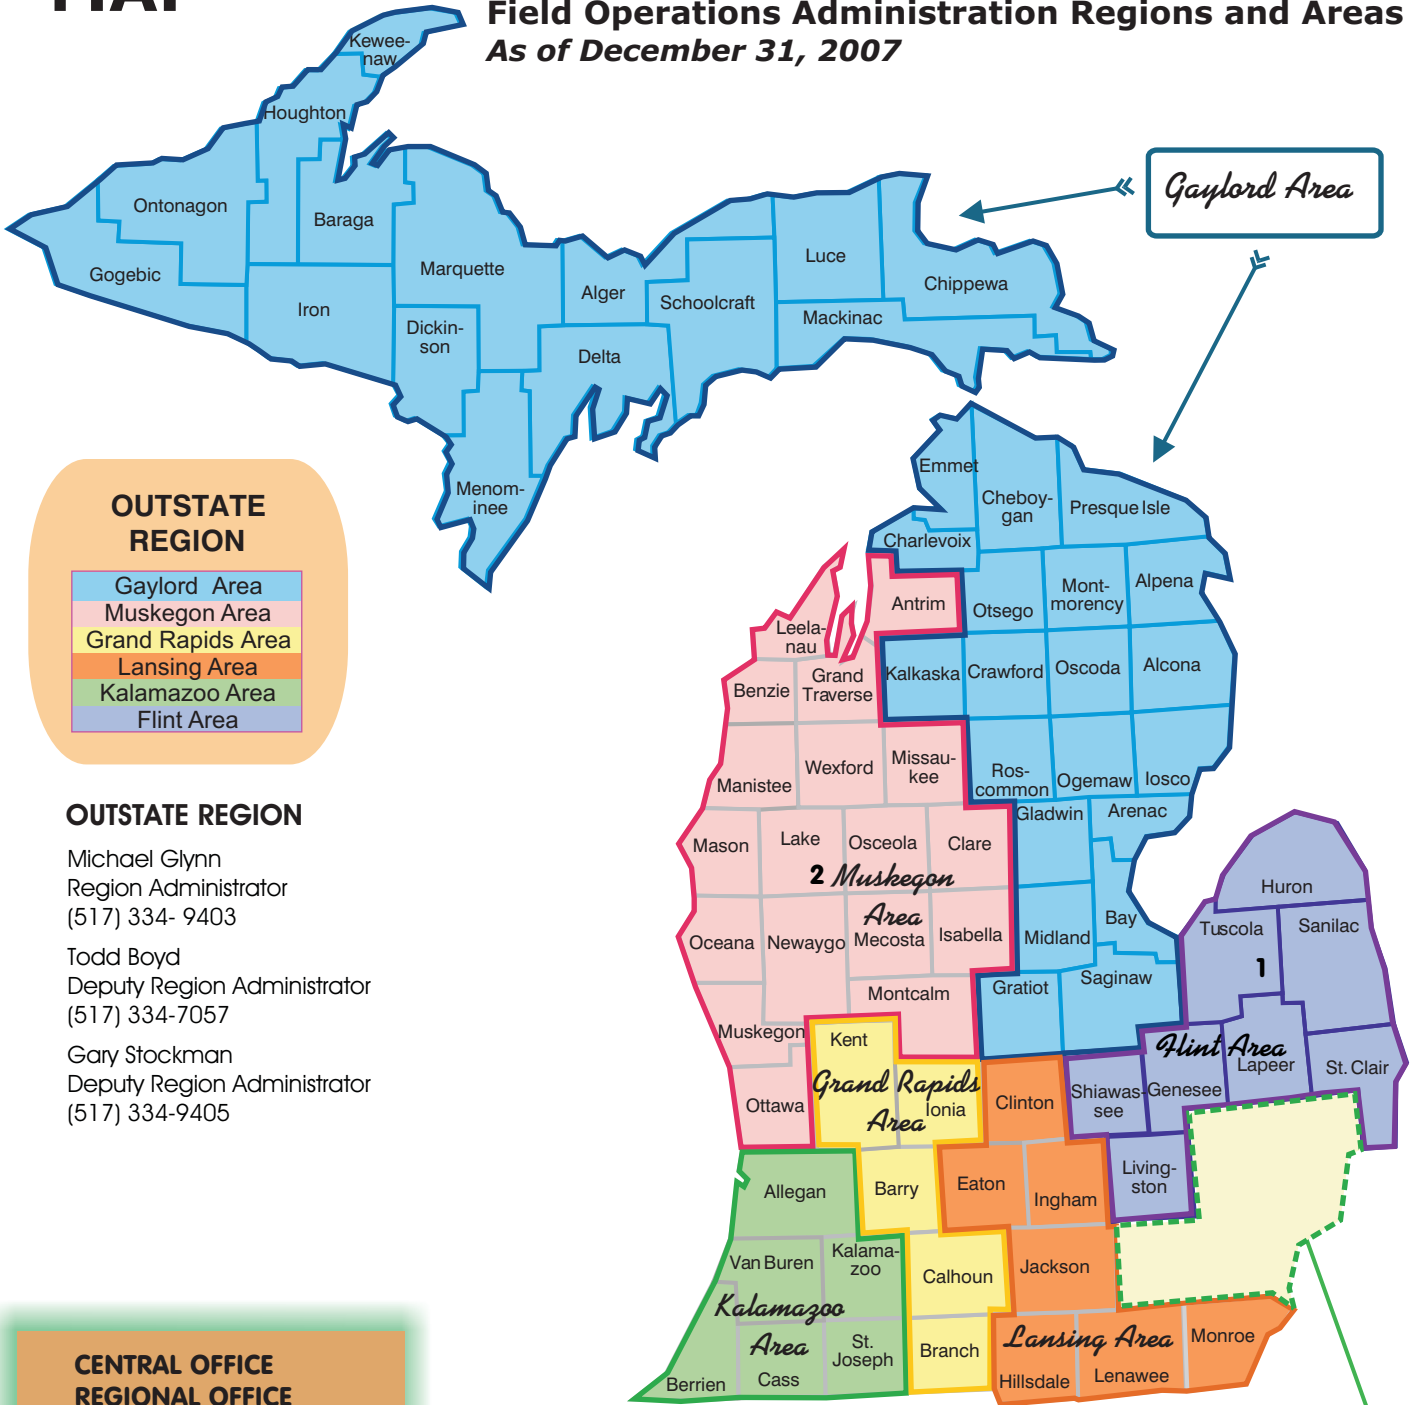 Field Operations Administration Regions and Areas
As of December 31, 2007
Kewee-
naw
Houghton
Ontonagon
Baraga
Gogebic
Marquette
Iron
Dickin-
son
Alger
Schoolcraft
Luce
Chippewa
Mackinac
Delta
Menom-
inee
Gaylord Area
Emmet
Cheboy-
gan
Presque Isle
Charlevoix
Antrim
Otsego
Mont-
morency
Alpena
Leela-
nau
Benzie
Grand
Traverse
Kalkaska
Crawford
Oscoda
Alcona
Manistee
Wexford
Missau-
kee
Ros-
common
Ogemaw
Iosco
Gladwin
Arenac
Mason
Lake
Osceola
Clare
2 Muskegon
Area
Oceana
Newaygo
Mecosta
Isabella
Midland
Bay
Huron
Tuscola
Sanilac
1
Montcalm
Gratiot
Saginaw
Muskegon
Kent
Flint Area
Lapeer
St. Clair
Grand Rapids
Area
Ionia
Ottawa
Clinton
Shiawas-
see
Genesee
Allegan
Barry
Eaton
Ingham
Living-
ston
Van Buren
Kalama-
zoo
Calhoun
Jackson
Kalamazoo
Area
St.
Joseph
Branch
Lansing Area
Monroe
Berrien
Cass
Hillsdale
Lenawee
OUTSTATE
REGION
Gaylord Area
Muskegon Area
Grand Rapids Area
Lansing Area
Kalamazoo Area
Flint Area
OUTSTATE REGION
Michael Glynn
Region Administrator
(517) 334- 9403
Todd Boyd
Deputy Region Administrator
(517) 334-7057
Gary Stockman
Deputy Region Administrator
(517) 334-9405
CENTRAL OFFICE
REGIONAL OFFICE